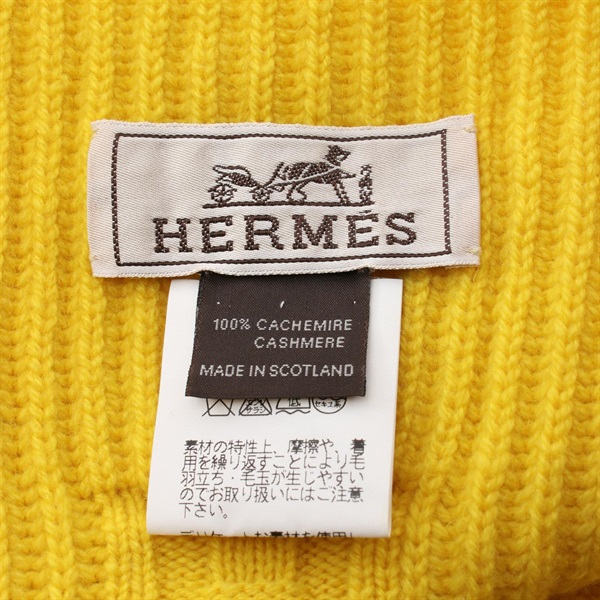 HERMÈS
100% CACHEMIRE
CASHMERE
MADE IN SCOTLAND
素材の特性上、摩擦や、着
用を繰り返すことにより毛
羽立ち・毛玉が生じやすい
のでお取り扱いにはご注意
下さい。